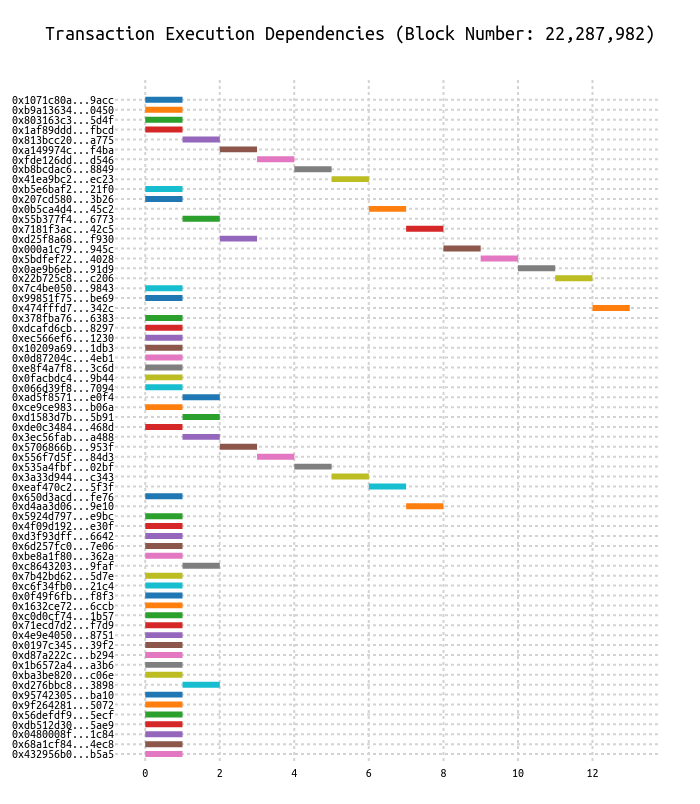 Transaction Execution Dependencies (Block Number: 22,287,982)
0x1071c80a...9acc
0xb9a13634...0450
0x803163c3...5d4f
0x1af89ddd...fbcd
0x813bcc20...a775
0xa149974c...f4ba
0xfde126dd...d546
0xb8bcdac6...8849
0x41ea9bc2...ec23
0xb5e6baf2...21f0
0x207cd580...3b26
0x0b5ca4d4...45c2
0x55b377f4...6773
0x7181f3ac...42c5
0xd25f8a68...f930
0x000a1c79...945c
0x5bdfef22...4028
0x0ae9b6eb...91d9
0x22b725c8...c206
0x7c4be050...9843
0x99851f75...be69
0x474fffd7...342c
0x378fba76...6383
0xdcafd6cb...8297
0xec566ef6...1230
0x10209a69...1db3
0x0d87204c...4eb1
0xe8f4a7f8...3c6d
0x0facbdc4...9b44
0x066d39f8...7094
0xad5f8571...e0f4
0xce9ce983...b06a
0xd1583d7b...5b91
0xde0c3484...468d
0x3ec56fab...a488
0x5706866b...953f
0x556f7d5f...84d3
0x535a4fbf...02bf
0x3a33d944...c343
0xeaf470c2...5f3f
0x650d3acd...fe76
0xd4aa3d06...9e10
0x5924d797...e9bc
0x4f09d192...e30f
0xd3f93dff...6642
0x6d257fc0...7e06
0xbe8a1f80...362a
0xc8643203...9faf
0x7b42bd62...5d7e
0xc6f34fb0...21c4
0x0f49f6fb...f8f3
0x1632ce72...6ccb
0xc0d0cf74...1b57
0x71ecd7d2...f7d9
0x4e9e4050...8751
0x0197c345...39f2
0xd87a222c...b294
0x1b6572a4...a3b6
0xba3be820...c06e
0xd276bbc8...3898
0x95742305...ba10
0x9f264281...5072
0x56defdf9...5ecf
0xdb512d30...5ae9
0x0480008f...1c84
0x68a1cf84...4ec8
0x432956b0...b5a5
0 2 4 6 8 10 12